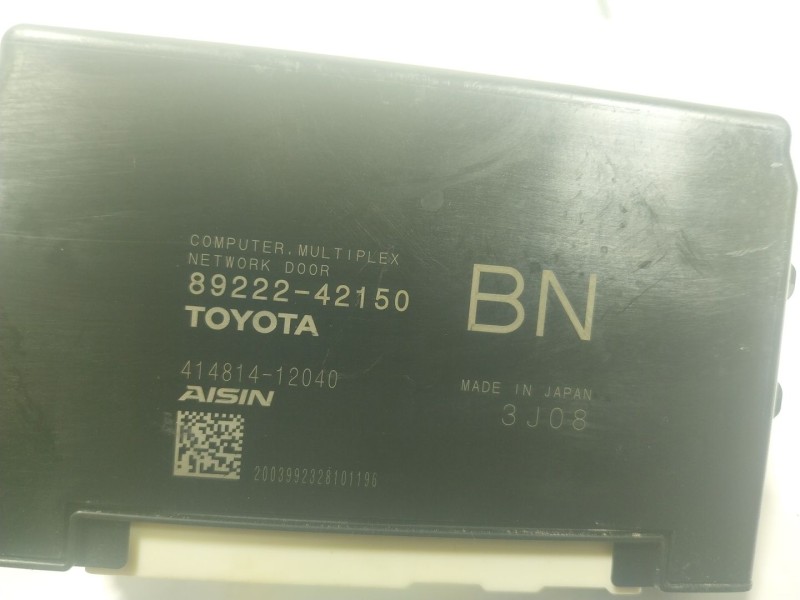 COMPUTER, MULTIPLEX
NETWORK DOOR
89222-42150
TOYOTA
BN
414814-12040
AISIN
MADE IN JAPAN
3J08
2003992328101196